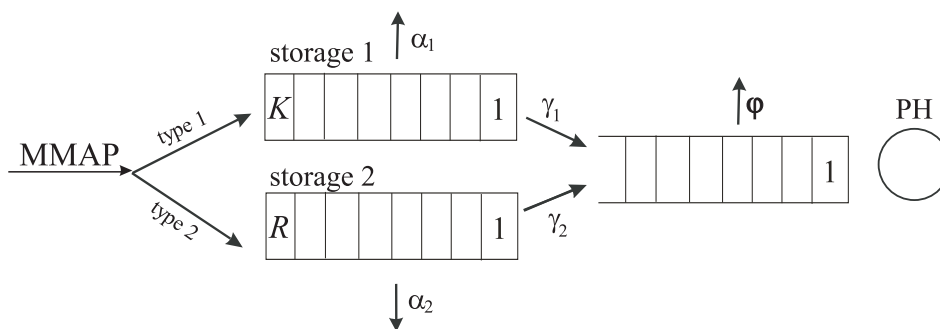 storage 1
α₁
K
1
γ₁
type 1
MMAP
type 2
storage 2
R
1
γ₂
α₂
φ
1
PH